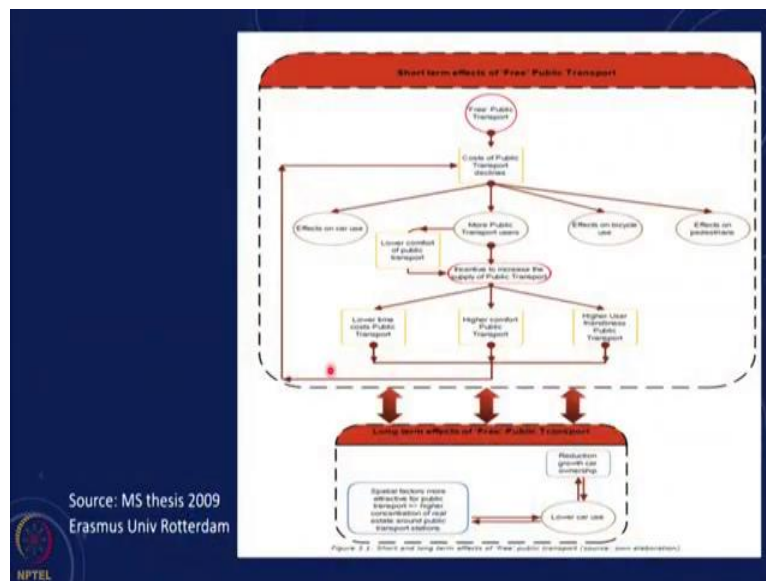 Short term effects of 'Free' Public Transport
'Free' Public
Transport
Costs of Public
Transport
declines
Effects on car use
More Public
Transport users
Effects on bicycle
use
Effects on
pedestrians
Lower comfort
of public
transport
Incentive to increase the
supply of Public Transport
Lower time
costs Public
Transport
Higher comfort
Public
Transport
Higher User
friendliness
Public
Transport
Long term effects of 'Free' Public Transport
Reduction
growth car
ownership
Spatial factors more
attractive for public
transport => higher
concentration of real
estate around public
transport stations
Lower car use
Figure 3.1: Short and long term effects of 'free' public transport (source: own elaboration)
Source: MS thesis 2009
Erasmus Univ Rotterdam
NPTEL